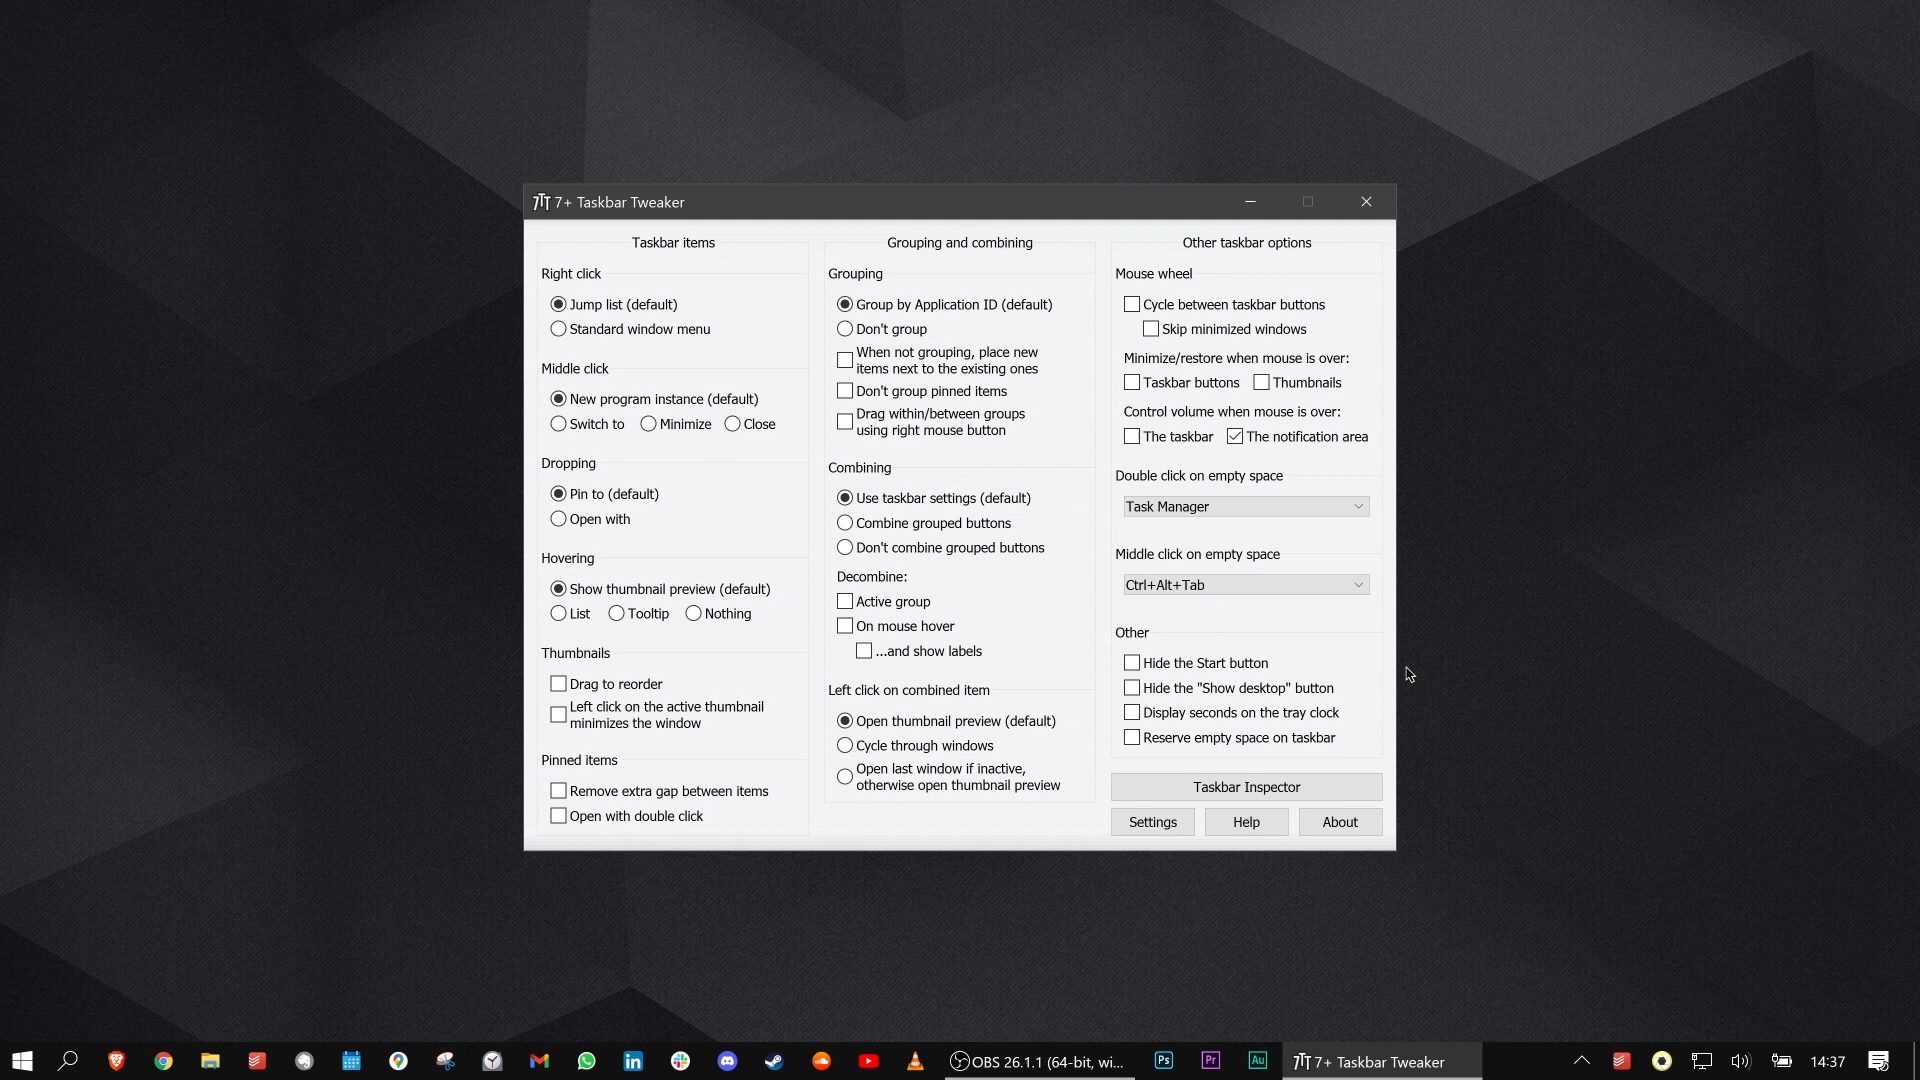 7+ Taskbar Tweaker
Taskbar items
Right click
Jump list (default)
Standard window menu
Middle click
New program instance (default)
Switch to Minimize Close
Dropping
Pin to (default)
Open with
Hovering
Show thumbnail preview (default)
List Tooltip Nothing
Thumbnails
Drag to reorder
Left click on the active thumbnail
minimizes the window
Pinned items
Remove extra gap between items
Open with double click
Grouping and combining
Grouping
Group by Application ID (default)
Don't group
When not grouping, place new
items next to the existing ones
Don't group pinned items
Drag within/between groups
using right mouse button
Combining
Use taskbar settings (default)
Combine grouped buttons
Don't combine grouped buttons
Decombine:
Active group
On mouse hover
...and show labels
Left click on combined item
Open thumbnail preview (default)
Cycle through windows
Open last window if inactive,
otherwise open thumbnail preview
Other taskbar options
Mouse wheel
Cycle between taskbar buttons
Skip minimized windows
Minimize/restore when mouse is over:
Taskbar buttons Thumbnails
Control volume when mouse is over:
The taskbar The notification area
Double click on empty space
Task Manager
Middle click on empty space
Ctrl+Alt+Tab
Other
Hide the Start button
Hide the "Show desktop" button
Display seconds on the tray clock
Reserve empty space on taskbar
Taskbar Inspector
Settings Help About
OBS 26.1.1 (64-bit, wi... Ps Pr Au 7+ Taskbar Tweaker 14:37